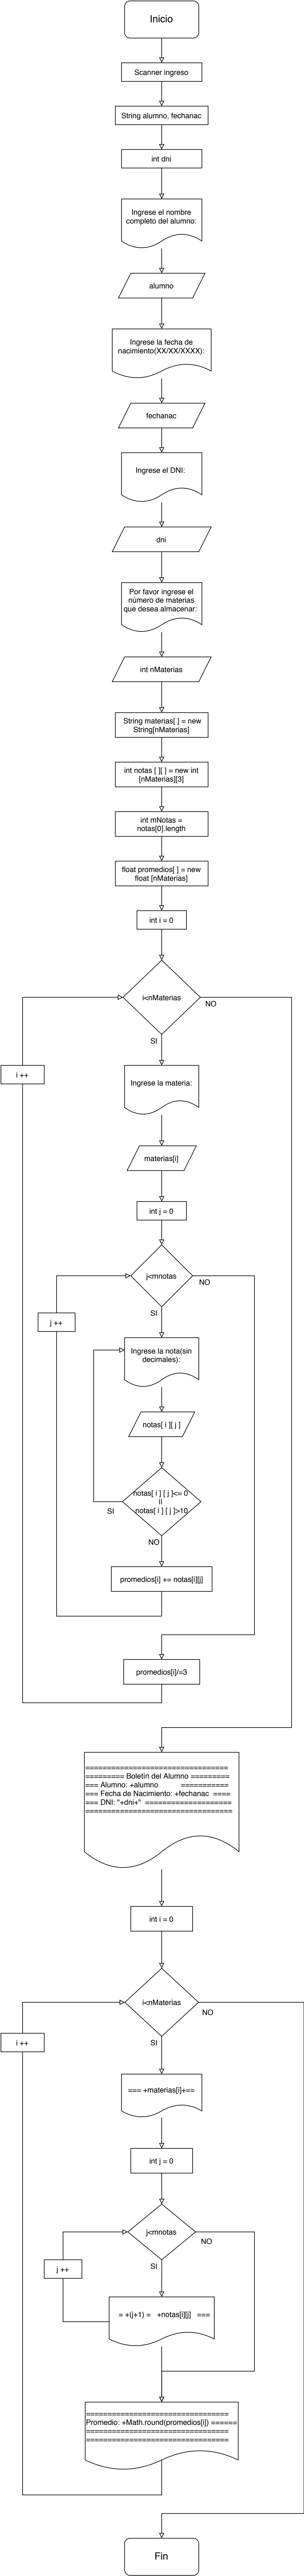 Inicio
Scanner ingreso
String alumno, fechanac
int dni
Ingrese el nombre
completo del alumno:
alumno
Ingrese la fecha de
nacimiento(XX/XX/XXXX):
fechanac
Ingrese el DNI:
dni
Por favor ingrese el
número de materias
que desea almacenar:
int nMaterias
String materias[ ] = new
String[nMaterias]
int notas [ ][ ] = new int
[nMaterias][3]
int mNotas =
notas[0].length
float promedios[ ] = new
float [nMaterias]
int i = 0
i<nMaterias
NO
SI
i ++
Ingrese la materia:
materias[i]
int j = 0
j<mnotas
NO
SI
j ++
Ingrese la nota(sin
decimales):
notas[ i ][ j ]
notas[ i ] [ j ]<= 0
||
notas[ i ] [ j ]>10
SI
NO
promedios[i] += notas[i][j]
promedios[i]/=3
=================================
========= Boletín del Alumno =========
=== Alumno: +alumno ===========
=== Fecha de Nacimiento: +fechanac ====
=== DNI: "+dni+" ====================
==================================
int i = 0
i<nMaterias
NO
SI
i ++
=== +materias[i]+==
int j = 0
j<mnotas
NO
SI
j ++
= +(j+1) = +notas[i][j] ===
=================================
Promedio: +Math.round(promedios[i]) ======
=================================
=================================
Fin